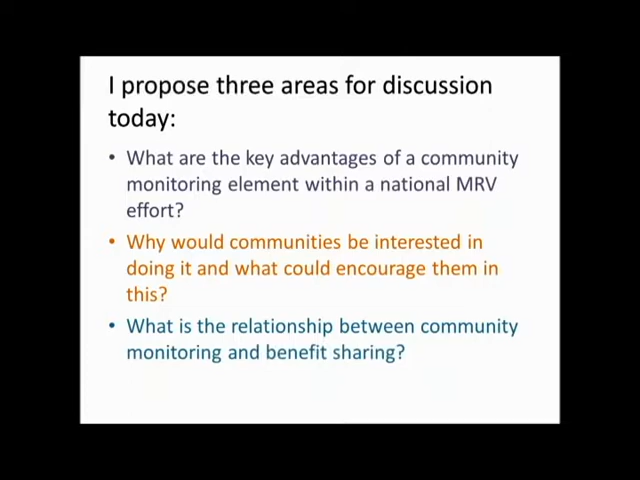 I propose three areas for discussion
today:
• What are the key advantages of a community
monitoring element within a national MRV
effort?
• Why would communities be interested in
doing it and what could encourage them in
this?
• What is the relationship between community
monitoring and benefit sharing?